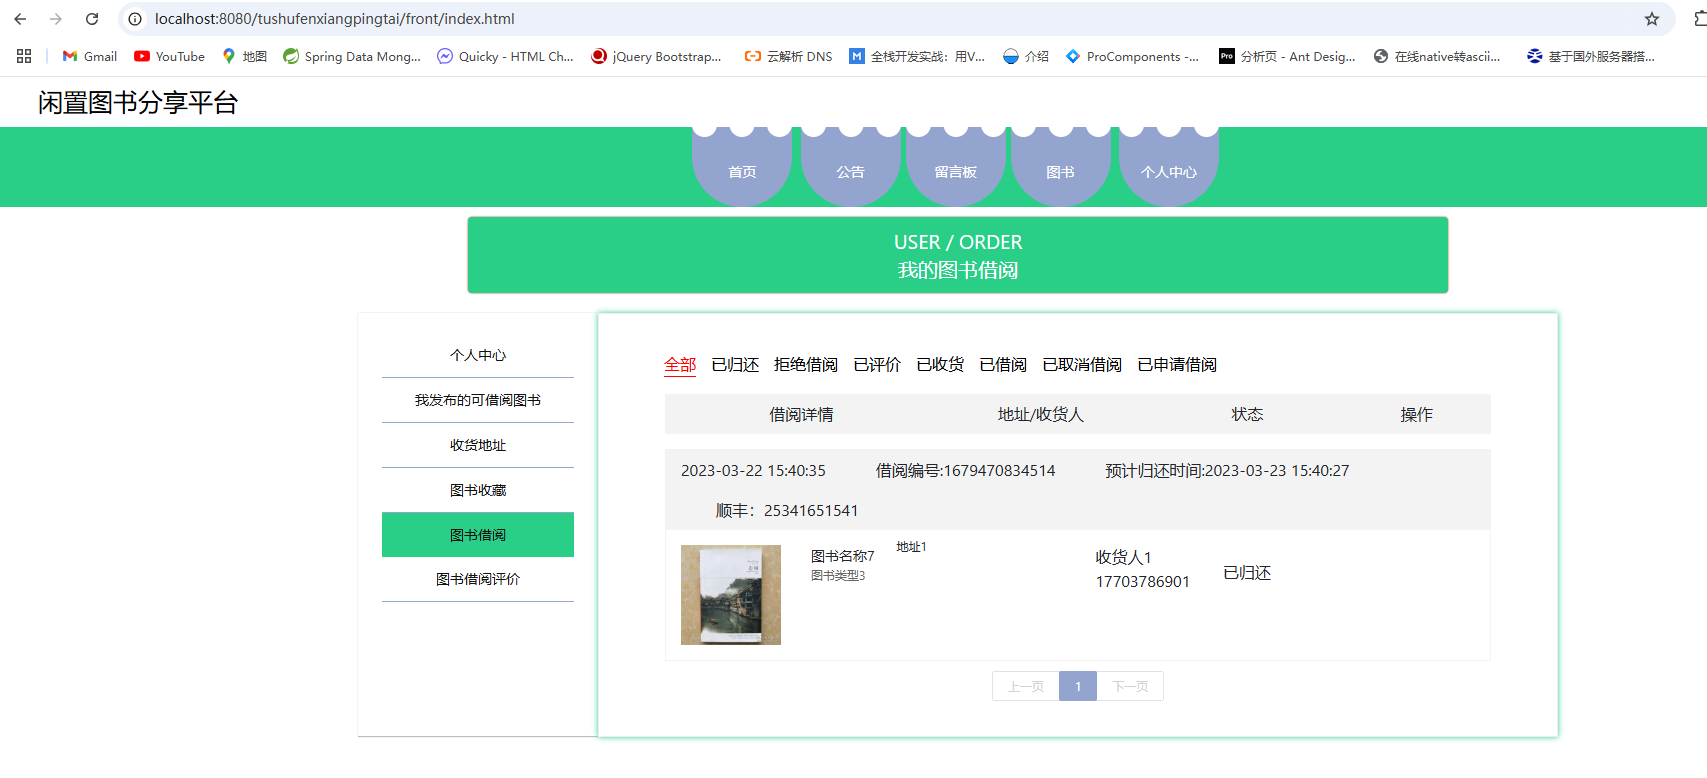 localhost:8080/tushufenxiangpingtai/front/index.html
Gmail YouTube 地图 Spring Data Mong... Quicky - HTML Ch... jQuery Bootstrap... 云解析 DNS 全栈开发实战：用V... 介绍 ProComponents -... Pro 分析页 - Ant Desig... 在线native转ascii... 基于国外服务器搭...
闲置图书分享平台
首页 公告 留言板 图书 个人中心
USER / ORDER
我的图书借阅
个人中心
我发布的可借阅图书
收货地址
图书收藏
图书借阅
图书借阅评价
全部 已归还 拒绝借阅 已评价 已收货 已借阅 已取消借阅 已申请借阅
借阅详情 地址/收货人 状态 操作
2023-03-22 15:40:35 借阅编号:1679470834514 预计归还时间:2023-03-23 15:40:27
顺丰：25341651541
图书名称7 地址1 收货人1
图书类型3 17703786901 已归还
上一页 1 下一页